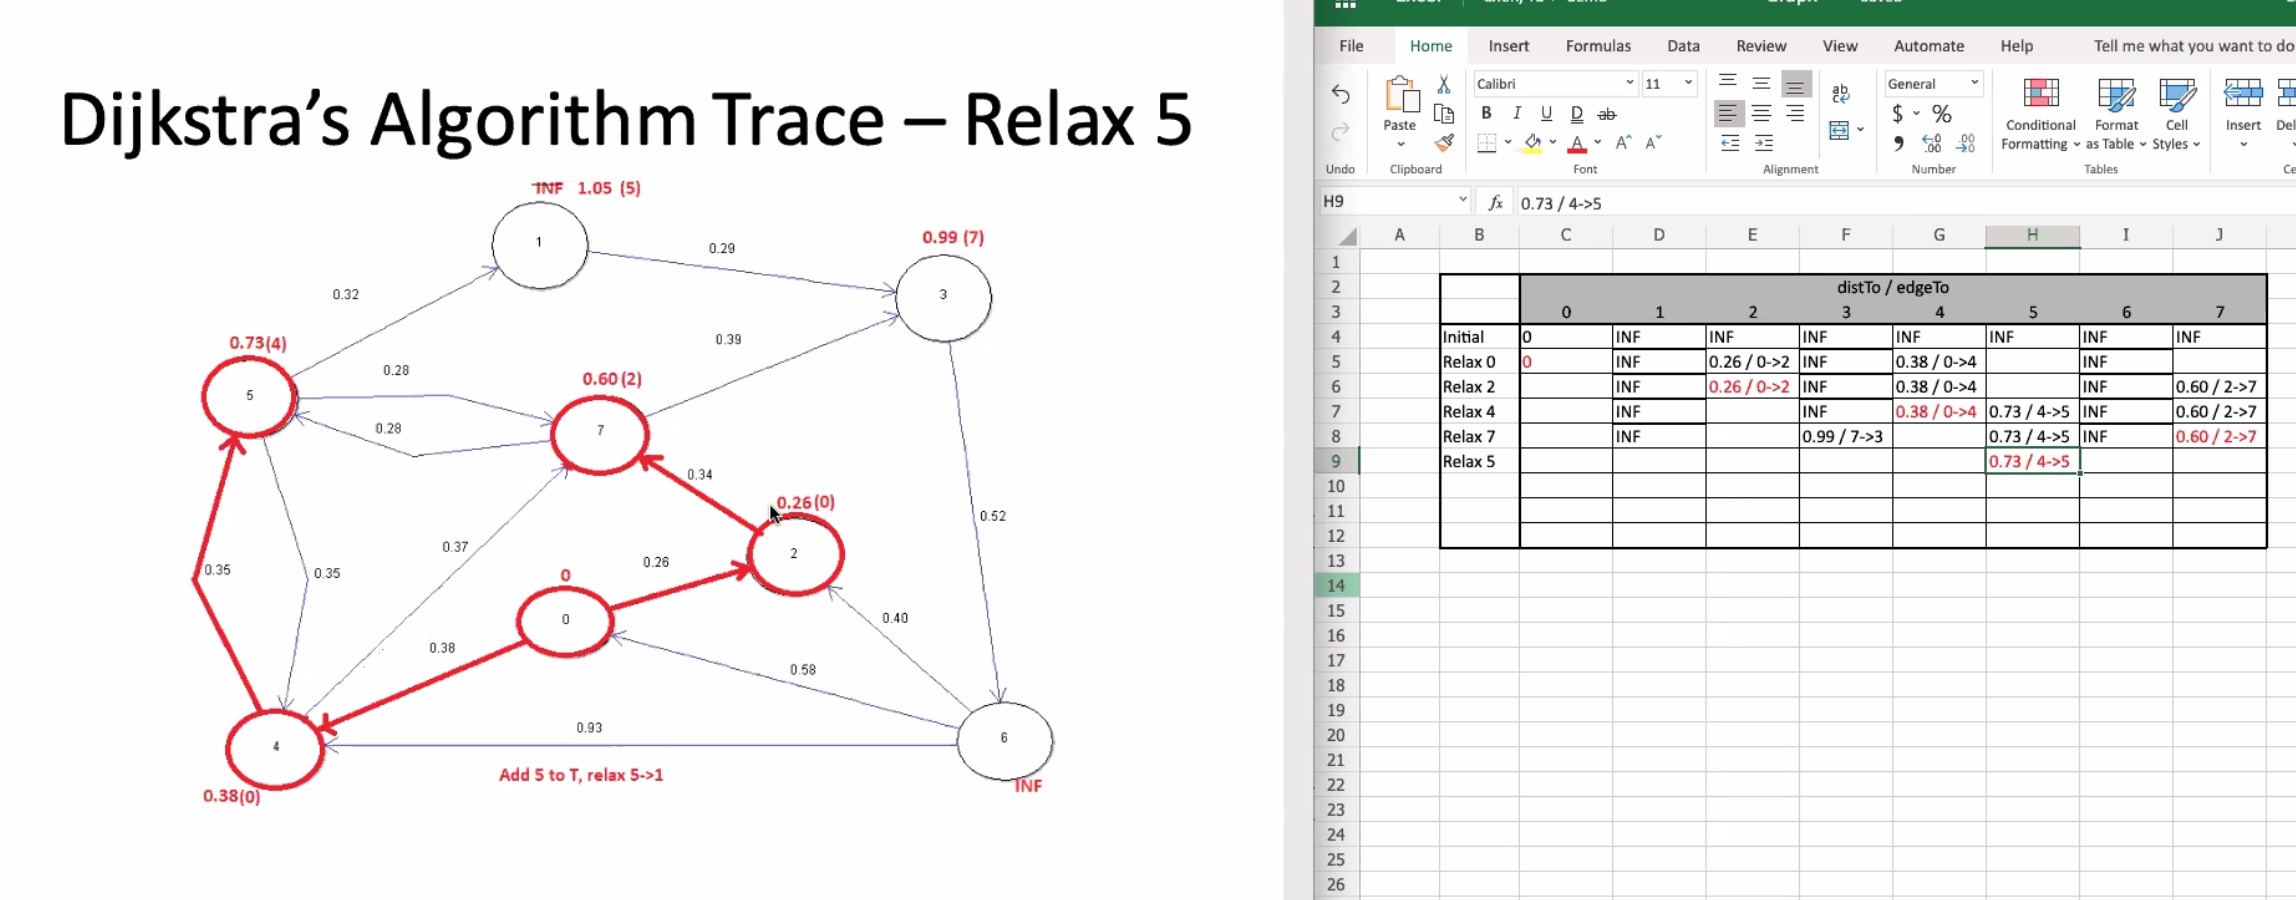 Dijkstra's Algorithm Trace – Relax 5
INF 1.05 (5)
1
0.29
0.99 (7)
3
0.32
0.39
0.73(4)
5
0.28
0.60 (2)
7
0.28
0.34
0.26(0)
2
0.52
0.37
0.26
0.35
0.35
0
0
0.40
0.38
0.58
0.93
4
6
Add 5 to T, relax 5->1
0.38(0)
INF
File Home Insert Formulas Data Review View Automate Help Tell me what you want to do
Calibri 11 General
B I U D ab
A A^ A˅
ab
$ %
Paste
Conditional Formatting
Format as Table
Cell Styles
Insert
Undo Clipboard Font Alignment Number Tables
H9 fx 0.73 / 4->5
A B C D E F G H I J
1
2 distTo / edgeTo
3 0 1 2 3 4 5 6 7
4 Initial 0 INF INF INF INF INF INF INF
5 Relax 0 0 INF 0.26 / 0->2 INF 0.38 / 0->4 INF
6 Relax 2 INF 0.26 / 0->2 INF 0.38 / 0->4 INF 0.60 / 2->7
7 Relax 4 INF INF 0.38 / 0->4 0.73 / 4->5 INF 0.60 / 2->7
8 Relax 7 INF 0.99 / 7->3 0.73 / 4->5 INF 0.60 / 2->7
9 Relax 5 0.73 / 4->5
10
11
12
13
14
15
16
17
18
19
20
21
22
23
24
25
26